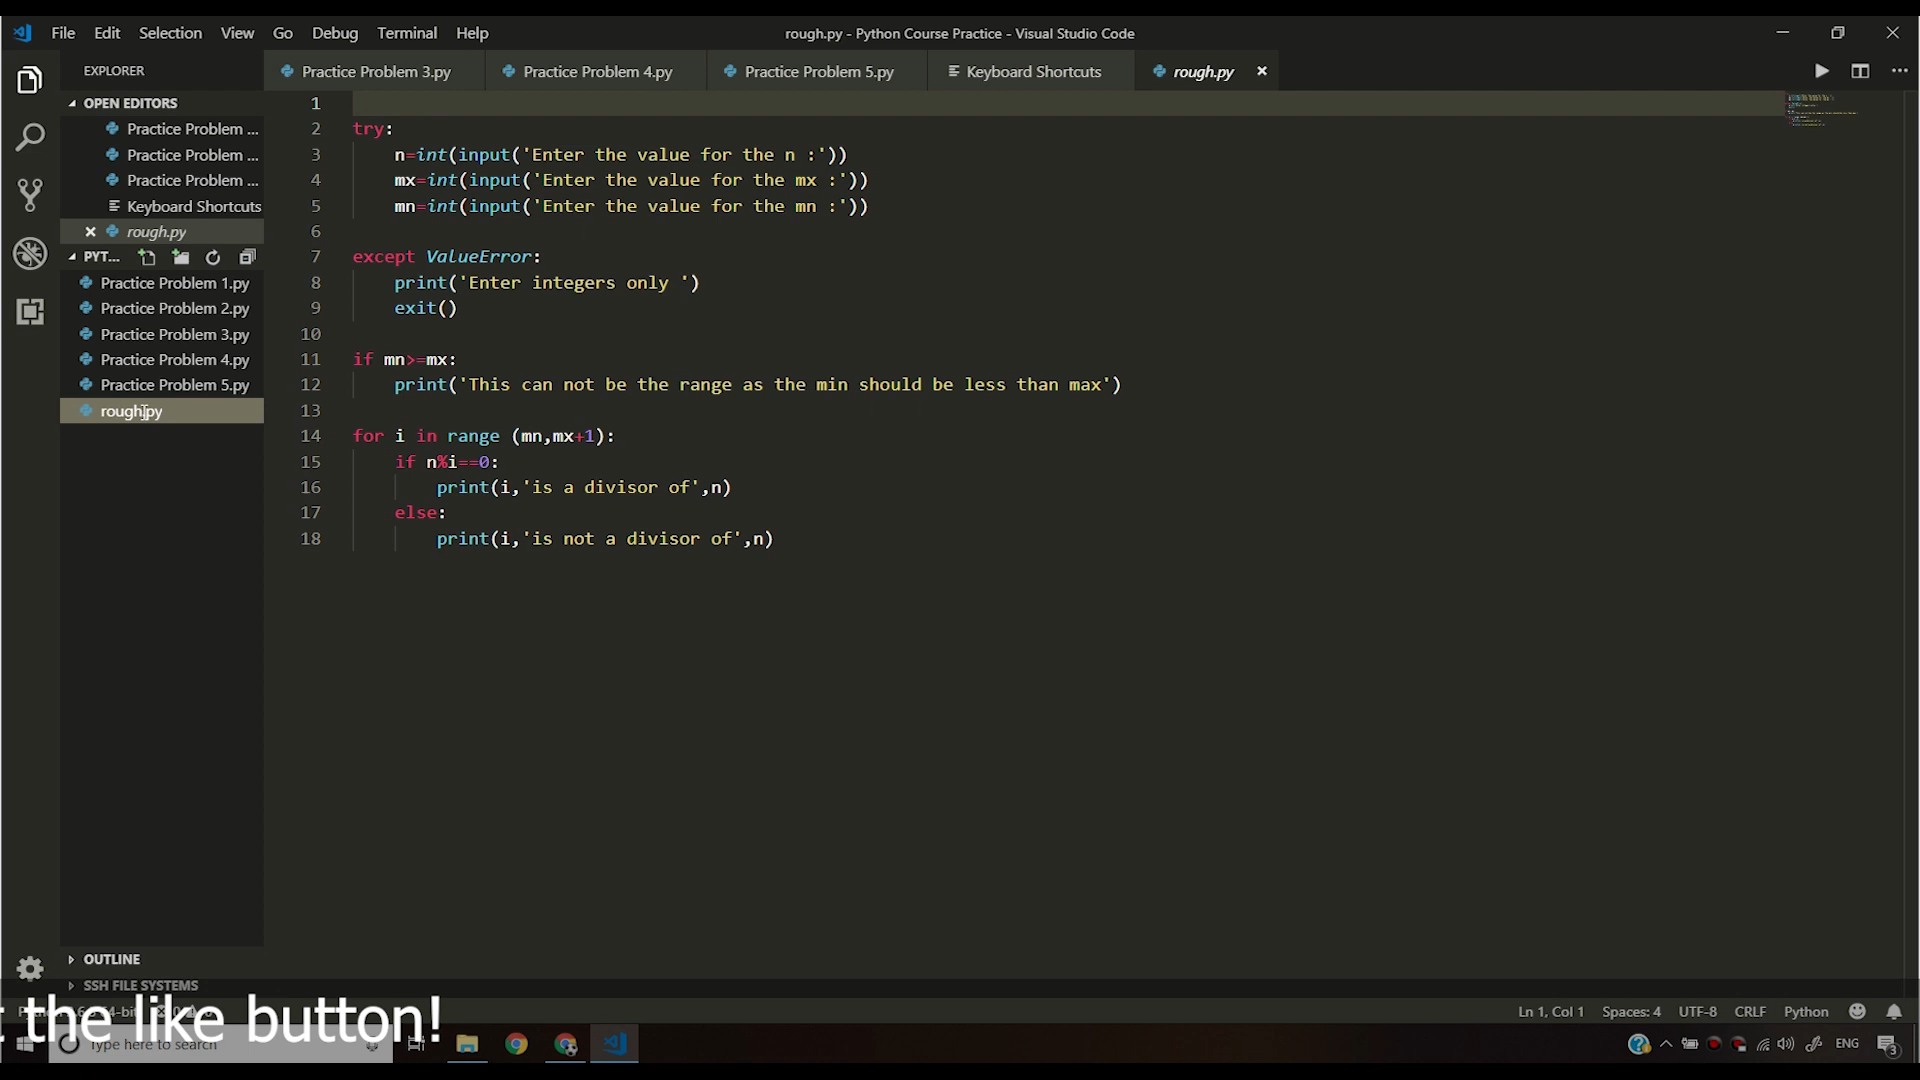 File Edit Selection View Go Debug Terminal Help
rough.py - Python Course Practice - Visual Studio Code
EXPLORER
Practice Problem 3.py
Practice Problem 4.py
Practice Problem 5.py
Keyboard Shortcuts
rough.py
OPEN EDITORS
Practice Problem ...
Practice Problem ...
Practice Problem ...
Keyboard Shortcuts
rough.py
PYT...
Practice Problem 1.py
Practice Problem 2.py
Practice Problem 3.py
Practice Problem 4.py
Practice Problem 5.py
rough.py
OUTLINE
SSH FILE SYSTEMS
1
2 try:
3 n=int(input('Enter the value for the n :'))
4 mx=int(input('Enter the value for the mx :'))
5 mn=int(input('Enter the value for the mn :'))
6
7 except ValueError:
8 print('Enter integers only ')
9 exit()
10
11 if mn>=mx:
12 print('This can not be the range as the min should be less than max')
13
14 for i in range (mn,mx+1):
15 if n%i==0:
16 print(i,'is a divisor of',n)
17 else:
18 print(i,'is not a divisor of',n)
the like button!
Ln 1, Col 1 Spaces: 4 UTF-8 CRLF Python
Type here to search
ENG
3